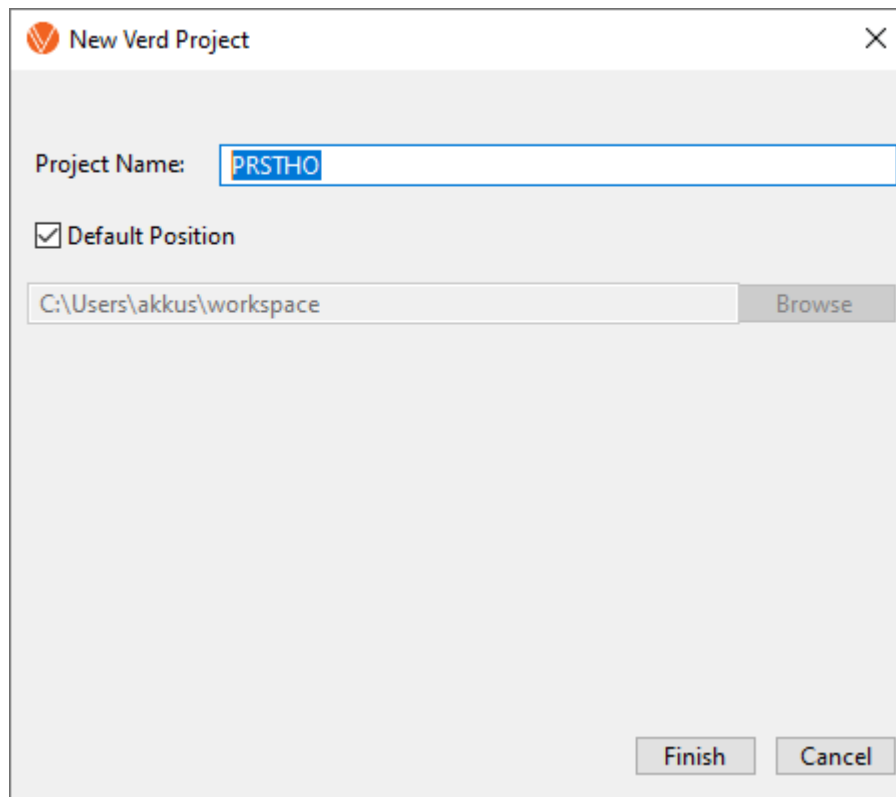 New Verd Project
Project Name: PRSTHO
Default Position
C:\Users\akkus\workspace Browse
Finish Cancel